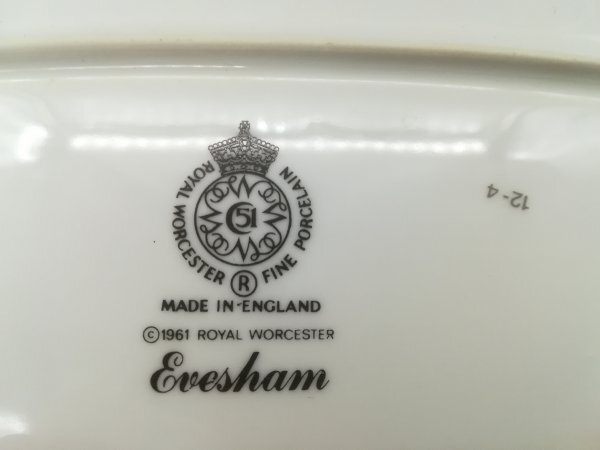 ROYAL WORCESTER FINE PORCELAIN
C 51
R
MADE IN ENGLAND
©1961 ROYAL WORCESTER
Evesham
12-4